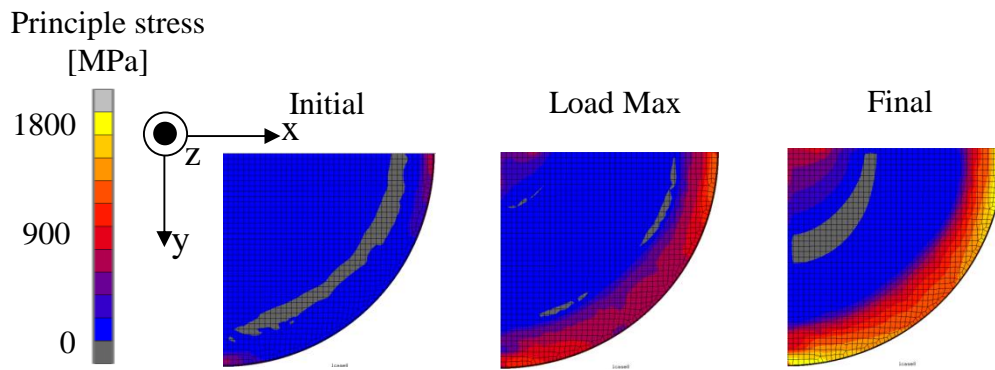 Principle stress
[MPa]
1800
900
0
z
x
y
Initial
Load Max
Final